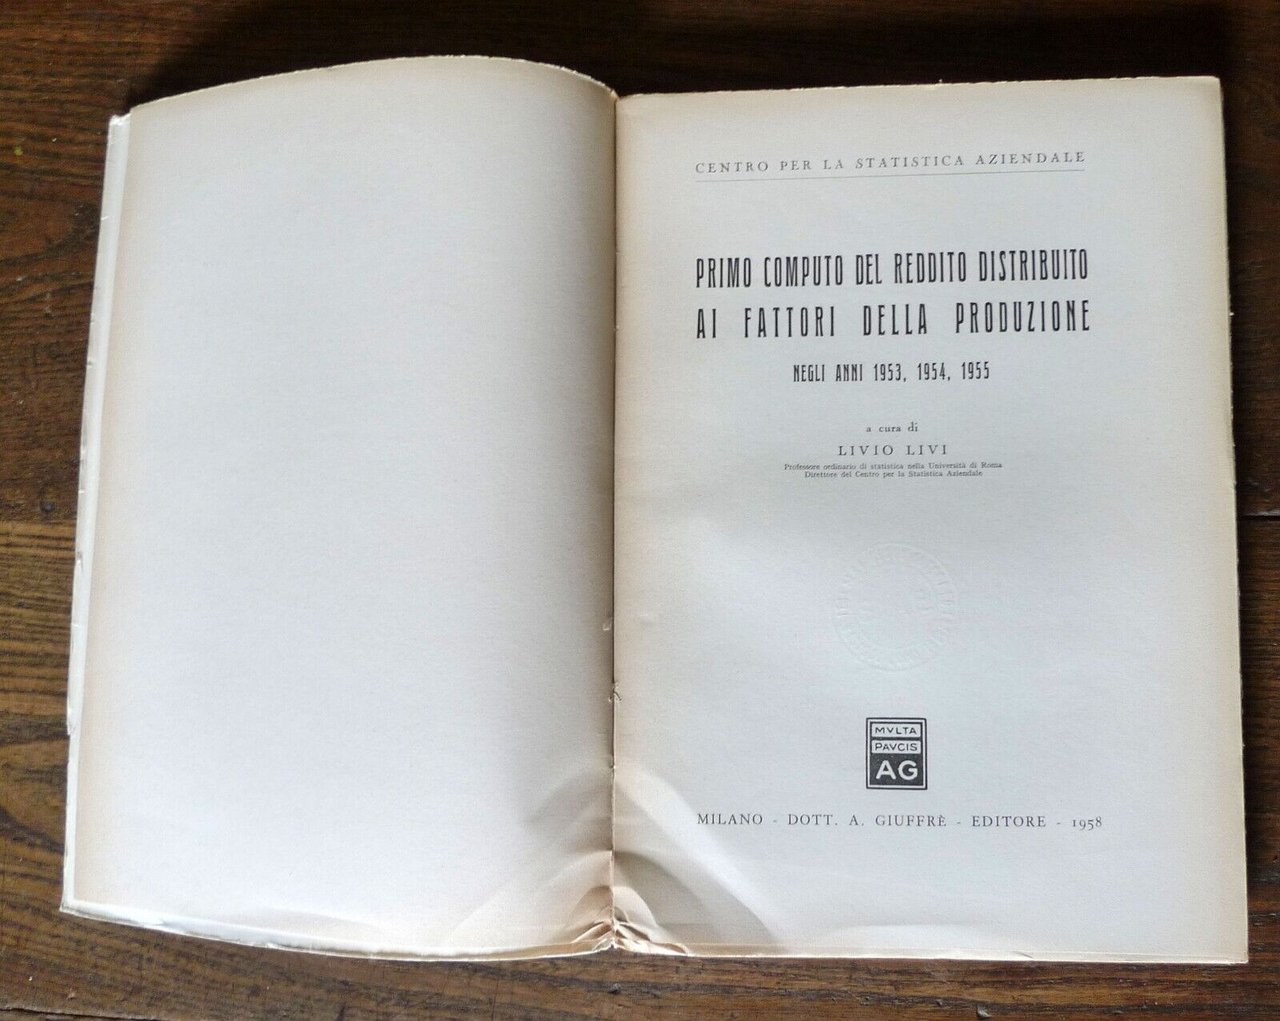 CENTRO PER LA STATISTICA AZIENDALE
PRIMO COMPUTO DEL REDDITO DISTRIBUITO
AI FATTORI DELLA PRODUZIONE
NEGLI ANNI 1953, 1954, 1955
a cura di
LIVIO LIVI
Professore ordinario di statistica nella Università di Roma
Direttore del Centro per la Statistica Aziendale
MVLTA
PAVCIS
AG
MILANO - DOTT. A. GIUFFRÈ - EDITORE - 1958